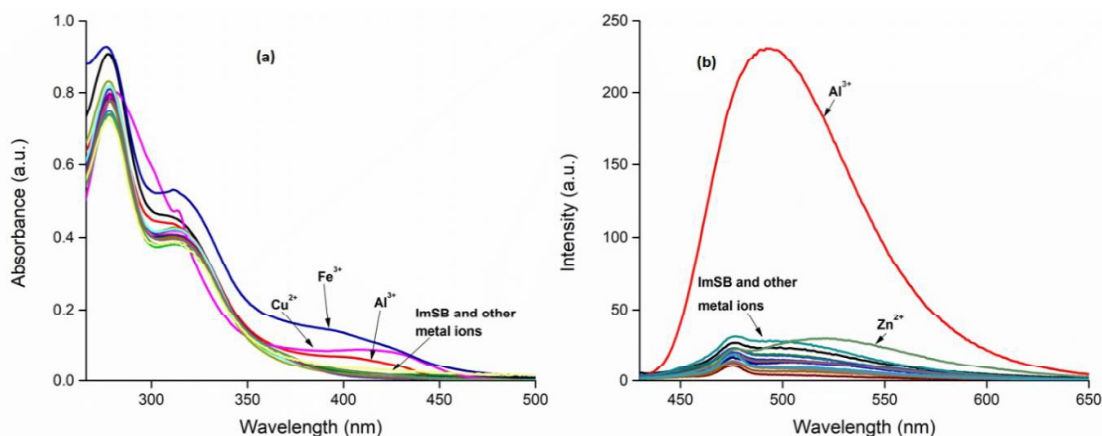 (a)
Absorbance (a.u.)
1.0
0.8
0.6
0.4
0.2
0.0
Fe³⁺
Cu²⁺
Al³⁺
ImSB and other
metal ions
300
350
400
450
500
Wavelength (nm)
(b)
Intensity (a.u.)
250
200
150
100
50
0
Al³⁺
ImSB and other
metal ions
Zn²⁺
450
500
550
600
650
Wavelength (nm)